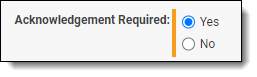 Acknowledgement Required: Yes
No